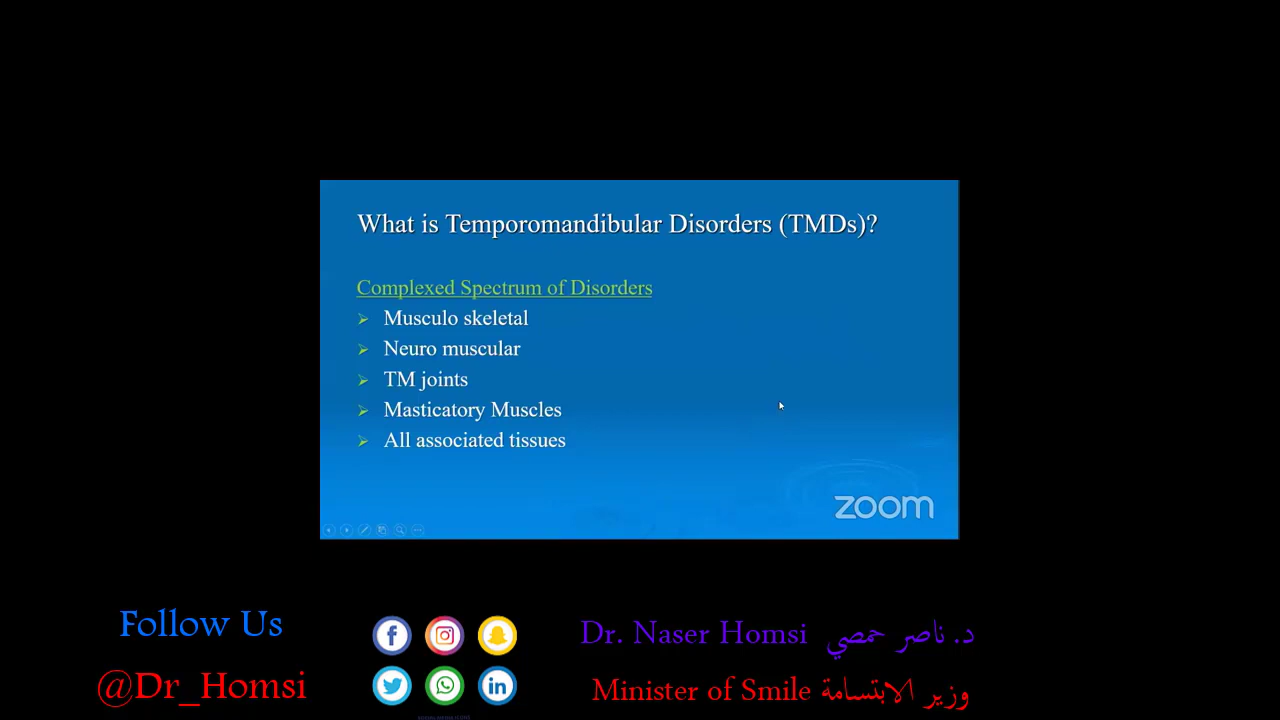 What is Temporomandibular Disorders (TMDs)?
Complexed Spectrum of Disorders
Musculo skeletal
Neuro muscular
TM joints
Masticatory Muscles
All associated tissues
zoom
Follow Us
@Dr_Homsi
Dr. Naser Homsi د. ناصر حمصي
Minister of Smile وزير الابتسامة